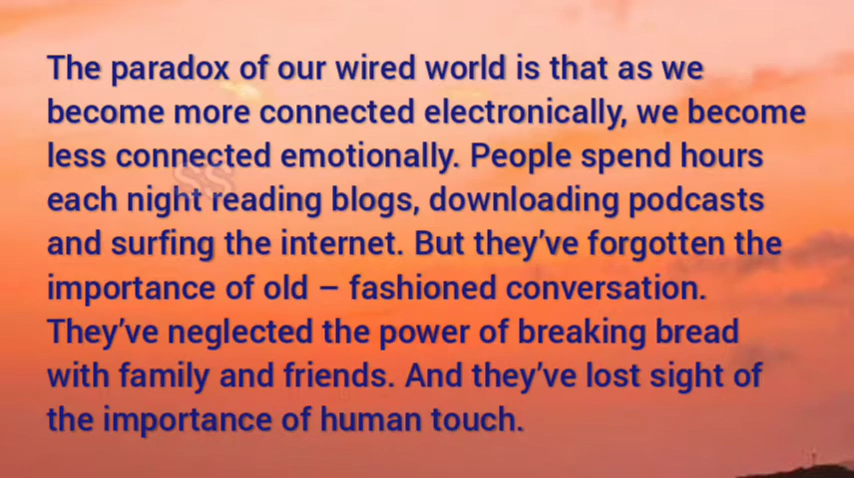 The paradox of our wired world is that as we
become more connected electronically, we become
less connected emotionally. People spend hours
each night reading blogs, downloading podcasts
and surfing the internet. But they’ve forgotten the
importance of old – fashioned conversation.
They’ve neglected the power of breaking bread
with family and friends. And they’ve lost sight of
the importance of human touch.
ss